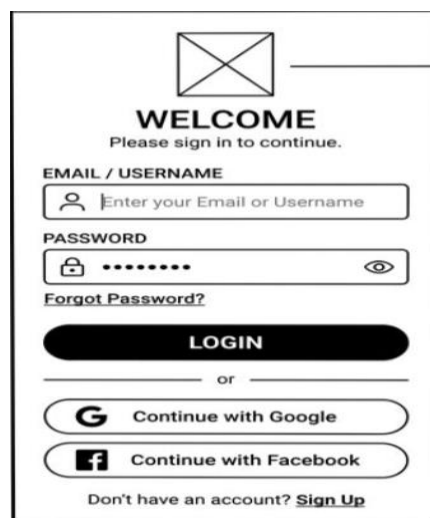 WELCOME
Please sign in to continue.
EMAIL / USERNAME
Enter your Email or Username
PASSWORD
••••••••
Forgot Password?
LOGIN
or
G Continue with Google
f Continue with Facebook
Don't have an account? Sign Up